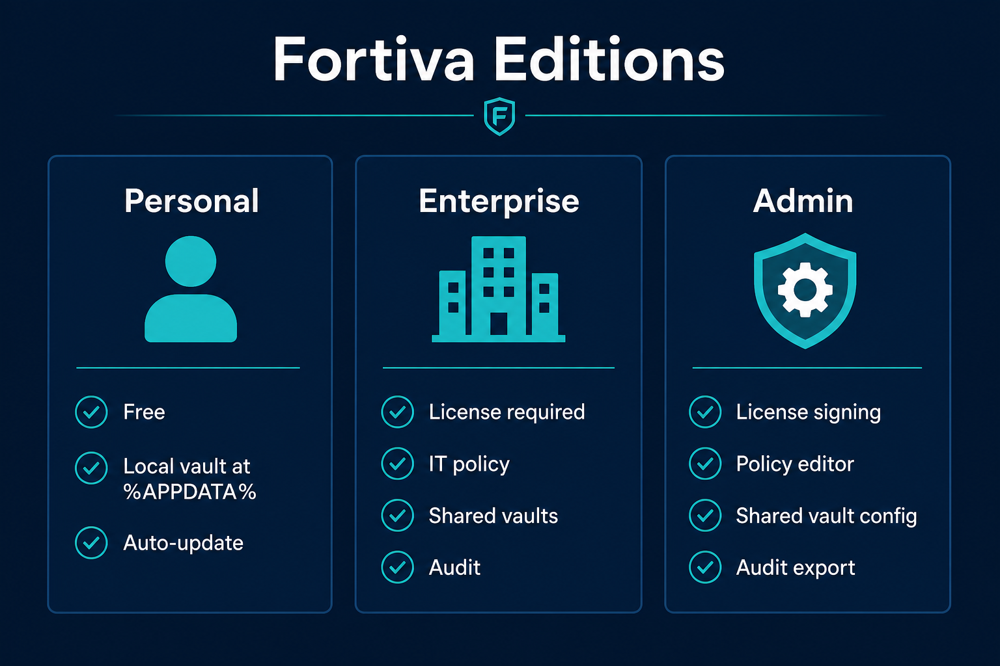 Fortiva Editions
F
Personal
Free
Local vault at
%APPDATA%
Auto-update
Enterprise
License required
IT policy
Shared vaults
Audit
Admin
License signing
Policy editor
Shared vault config
Audit export